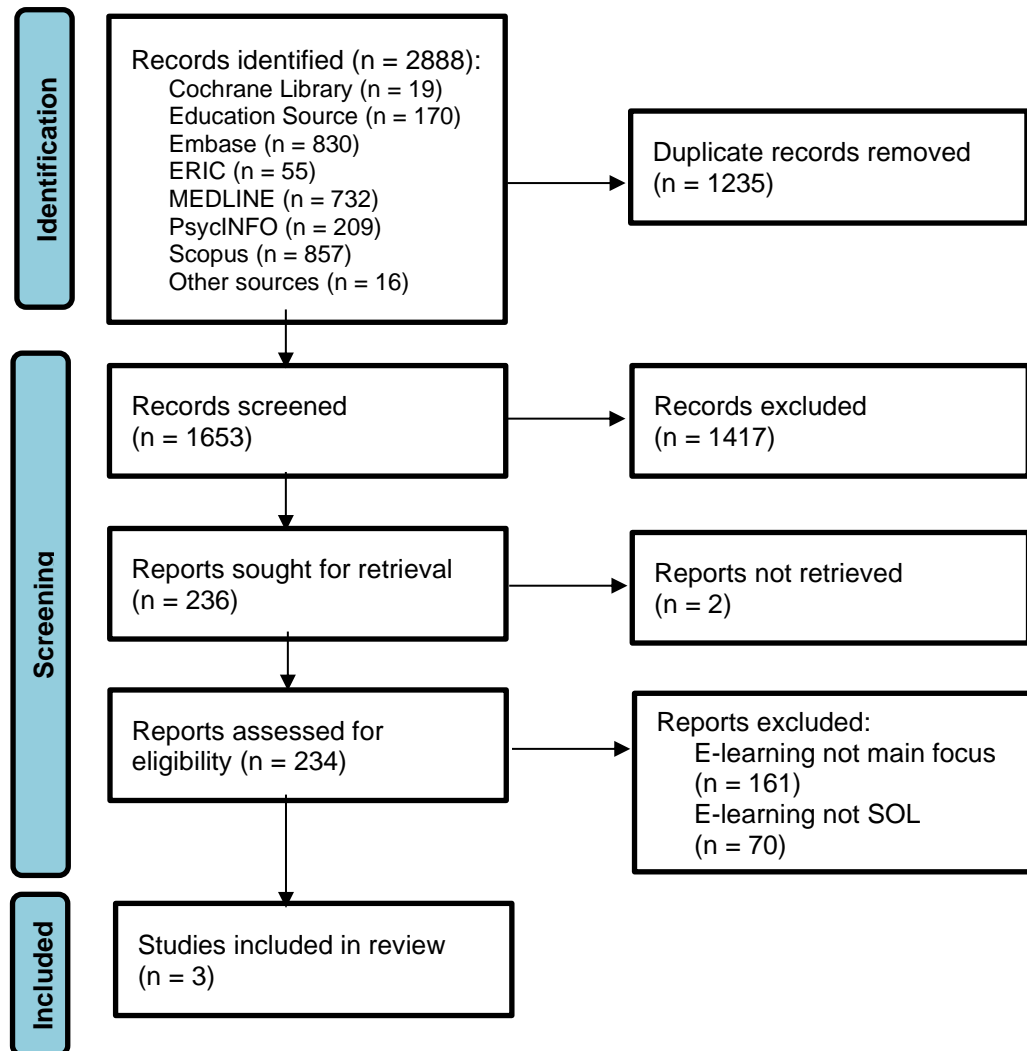 Identification
Records identified (n = 2888):
Cochrane Library (n = 19)
Education Source (n = 170)
Embase (n = 830)
ERIC (n = 55)
MEDLINE (n = 732)
PsycINFO (n = 209)
Scopus (n = 857)
Other sources (n = 16)
Duplicate records removed
(n = 1235)
Screening
Records screened
(n = 1653)
Records excluded
(n = 1417)
Reports sought for retrieval
(n = 236)
Reports not retrieved
(n = 2)
Reports assessed for
eligibility (n = 234)
Reports excluded:
E-learning not main focus
(n = 161)
E-learning not SOL
(n = 70)
Included
Studies included in review
(n = 3)